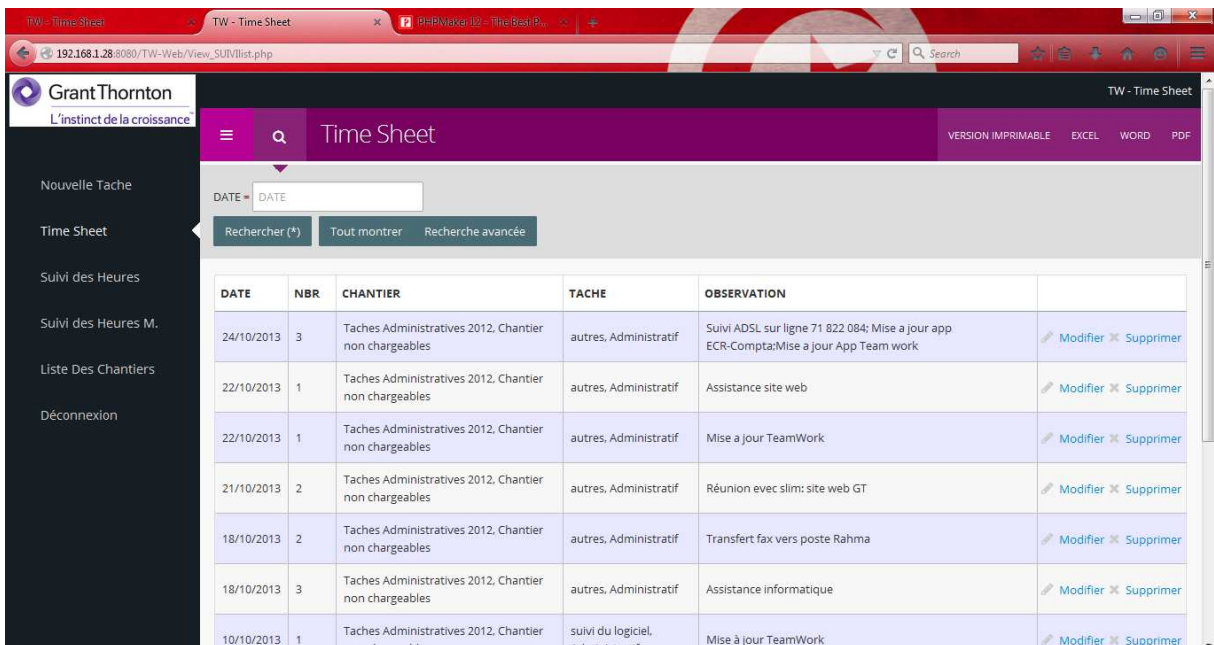 TW - Time Sheet
TW - Time Sheet
PHPMaker 12 - The Best P...
192.168.1.28:8080/TW-Web/View_SUIVIlist.php
Search
Grant Thornton
L'instinct de la croissance
TW - Time Sheet
Time Sheet
VERSION IMPRIMABLE EXCEL WORD PDF
Nouvelle Tache
Time Sheet
Suivi des Heures
Suivi des Heures M.
Liste Des Chantiers
Déconnexion
DATE = DATE
Rechercher (*) Tout montrer Recherche avancée
DATE NBR CHANTIER TACHE OBSERVATION
24/10/2013 3 Taches Administratives 2012, Chantier
non chargeables
autres, Administratif
Suivi ADSL sur ligne 71 822 084; Mise a jour app
ECR-Compta;Mise a jour App Team work
Modifier Supprimer
22/10/2013 1 Taches Administratives 2012, Chantier
non chargeables
autres, Administratif
Assistance site web
Modifier Supprimer
22/10/2013 1 Taches Administratives 2012, Chantier
non chargeables
autres, Administratif
Mise a jour TeamWork
Modifier Supprimer
21/10/2013 2 Taches Administratives 2012, Chantier
non chargeables
autres, Administratif
Réunion evec slim: site web GT
Modifier Supprimer
18/10/2013 2 Taches Administratives 2012, Chantier
non chargeables
autres, Administratif
Transfert fax vers poste Rahma
Modifier Supprimer
18/10/2013 3 Taches Administratives 2012, Chantier
non chargeables
autres, Administratif
Assistance informatique
Modifier Supprimer
10/10/2013 1 Taches Administratives 2012, Chantier
suivi du logiciel,
Mise à jour TeamWork
Modifier Supprimer